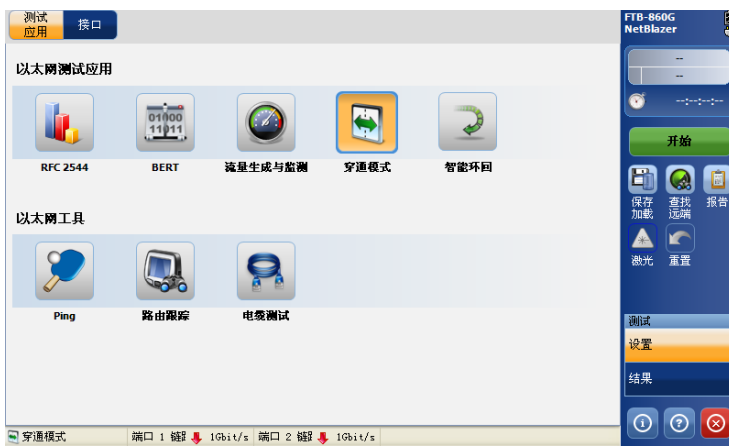 测试
应用
接口
以太网测试应用
01000
11011
RFC 2544
BERT
流量生成与监测
穿通模式
智能环回
以太网工具
Ping
路由跟踪
电缆测试
穿通模式
端口 1 链路
1Gbit/s
端口 2 链路
1Gbit/s
FTB-860G
NetBlazer
--
--
--:--:--
开始
保存
加载
查找
远端
报告
激光
重置
测试
设置
结果